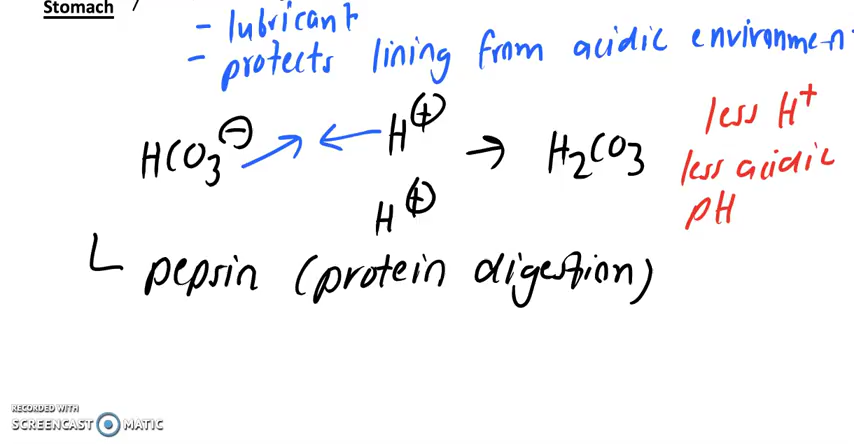 Stomach
- lubricant
- protects lining from acidic environment
HCO3⊖ H⊕ → H2CO3
H⊕
less H+
less acidic
pH
pepsin (protein digestion)
RECORDED WITH
SCREENCAST MATIC